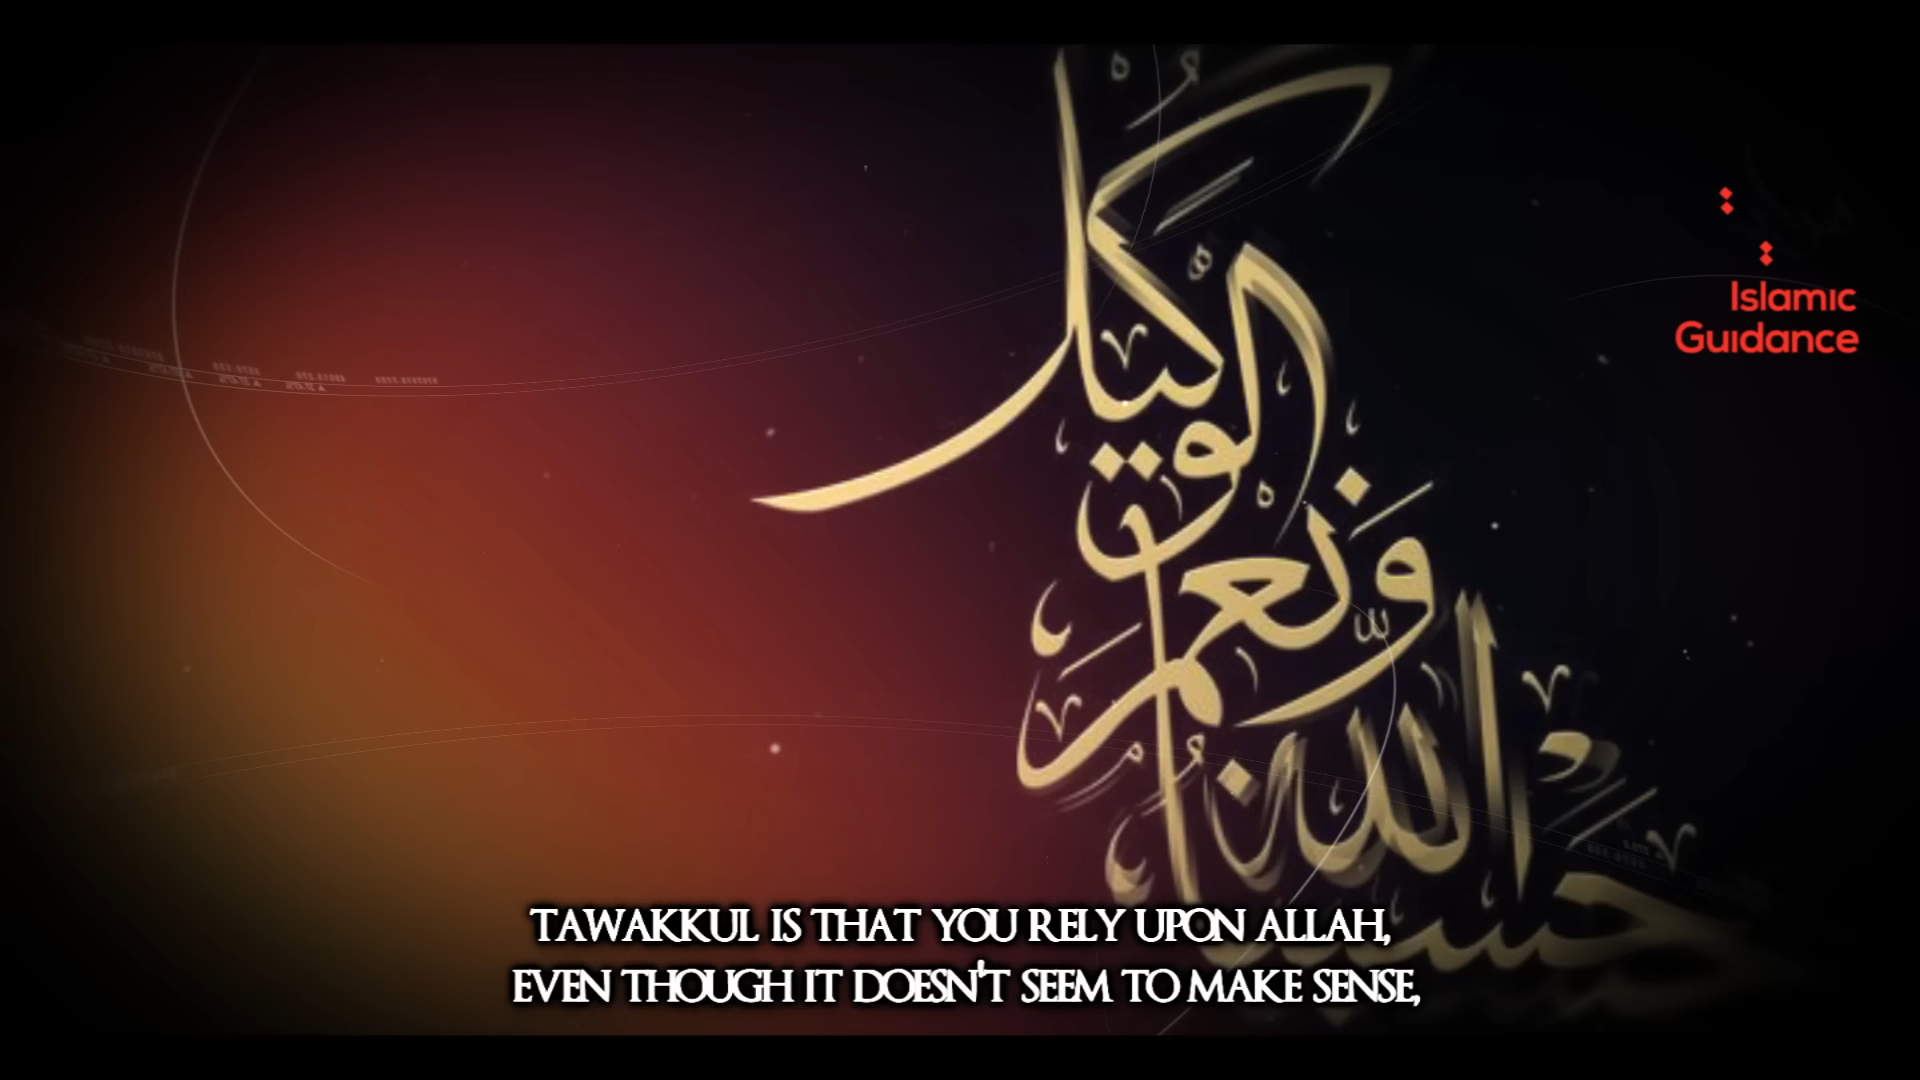 حسبنا الله
ونعم
الوكيل
Islamic
Guidance
TAWAKKUL IS THAT YOU RELY UPON ALLAH,
EVEN THOUGH IT DOESN'T SEEM TO MAKE SENSE,